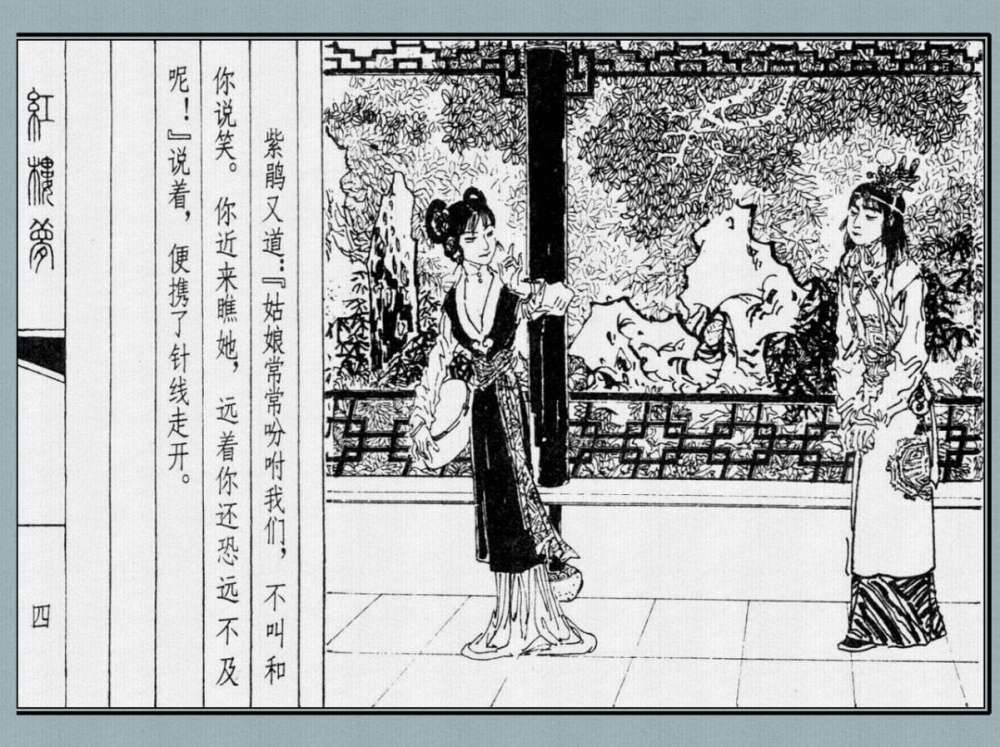 紫鹃又道：『姑娘常常吩咐我们，不叫和
你说笑。你近来瞧她，远着你还恐远不及
呢！』说着，便携了针线走开。
紅樓夢
四